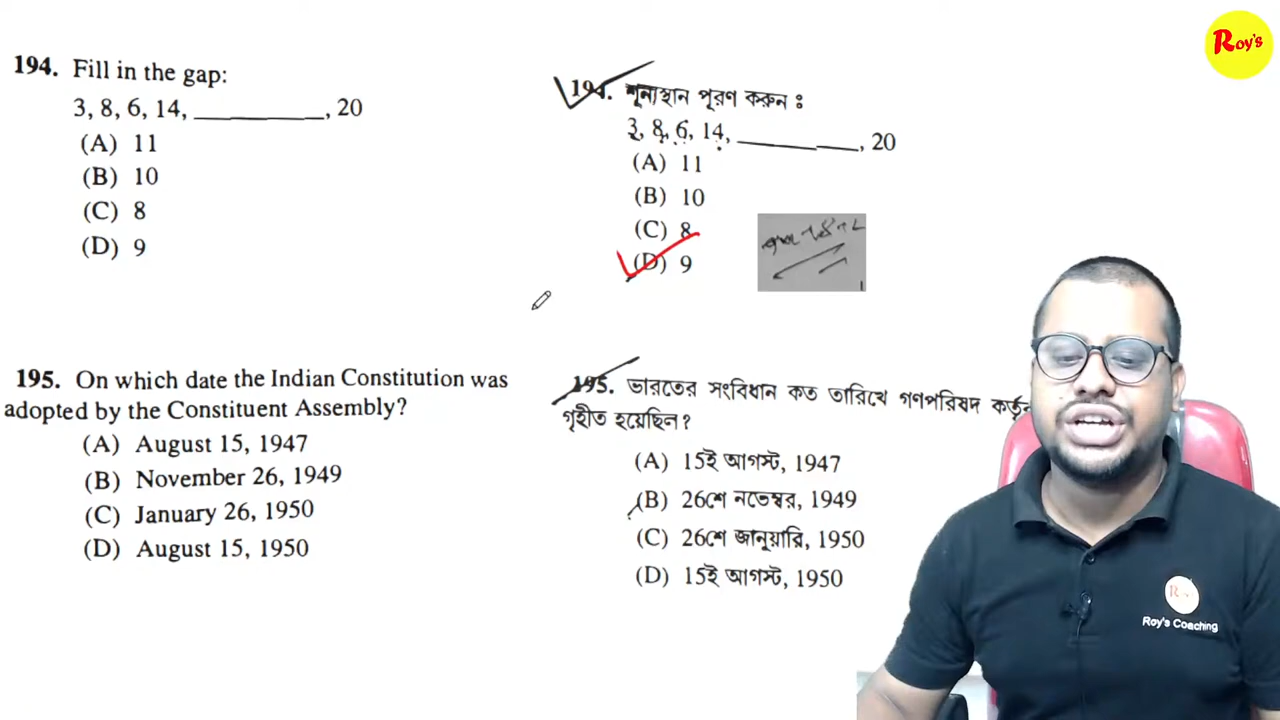 Roy's
194. Fill in the gap:
3, 8, 6, 14, __________, 20
(A) 11
(B) 10
(C) 8
(D) 9
194. শূন্যস্থান পূরণ করুন ঃ
3, 8, 6, 14, __________, 20
(A) 11
(B) 10
(C) 8
(D) 9
195. On which date the Indian Constitution was
adopted by the Constituent Assembly?
(A) August 15, 1947
(B) November 26, 1949
(C) January 26, 1950
(D) August 15, 1950
195. ভারতের সংবিধান কত তারিখে গণপরিষদ
গৃহীত হয়েছিল?
(A) 15ই আগস্ট, 1947
(B) 26শে নভেম্বর, 1949
(C) 26শে জানুয়ারি, 1950
(D) 15ই আগস্ট, 1950
Roy's Coaching